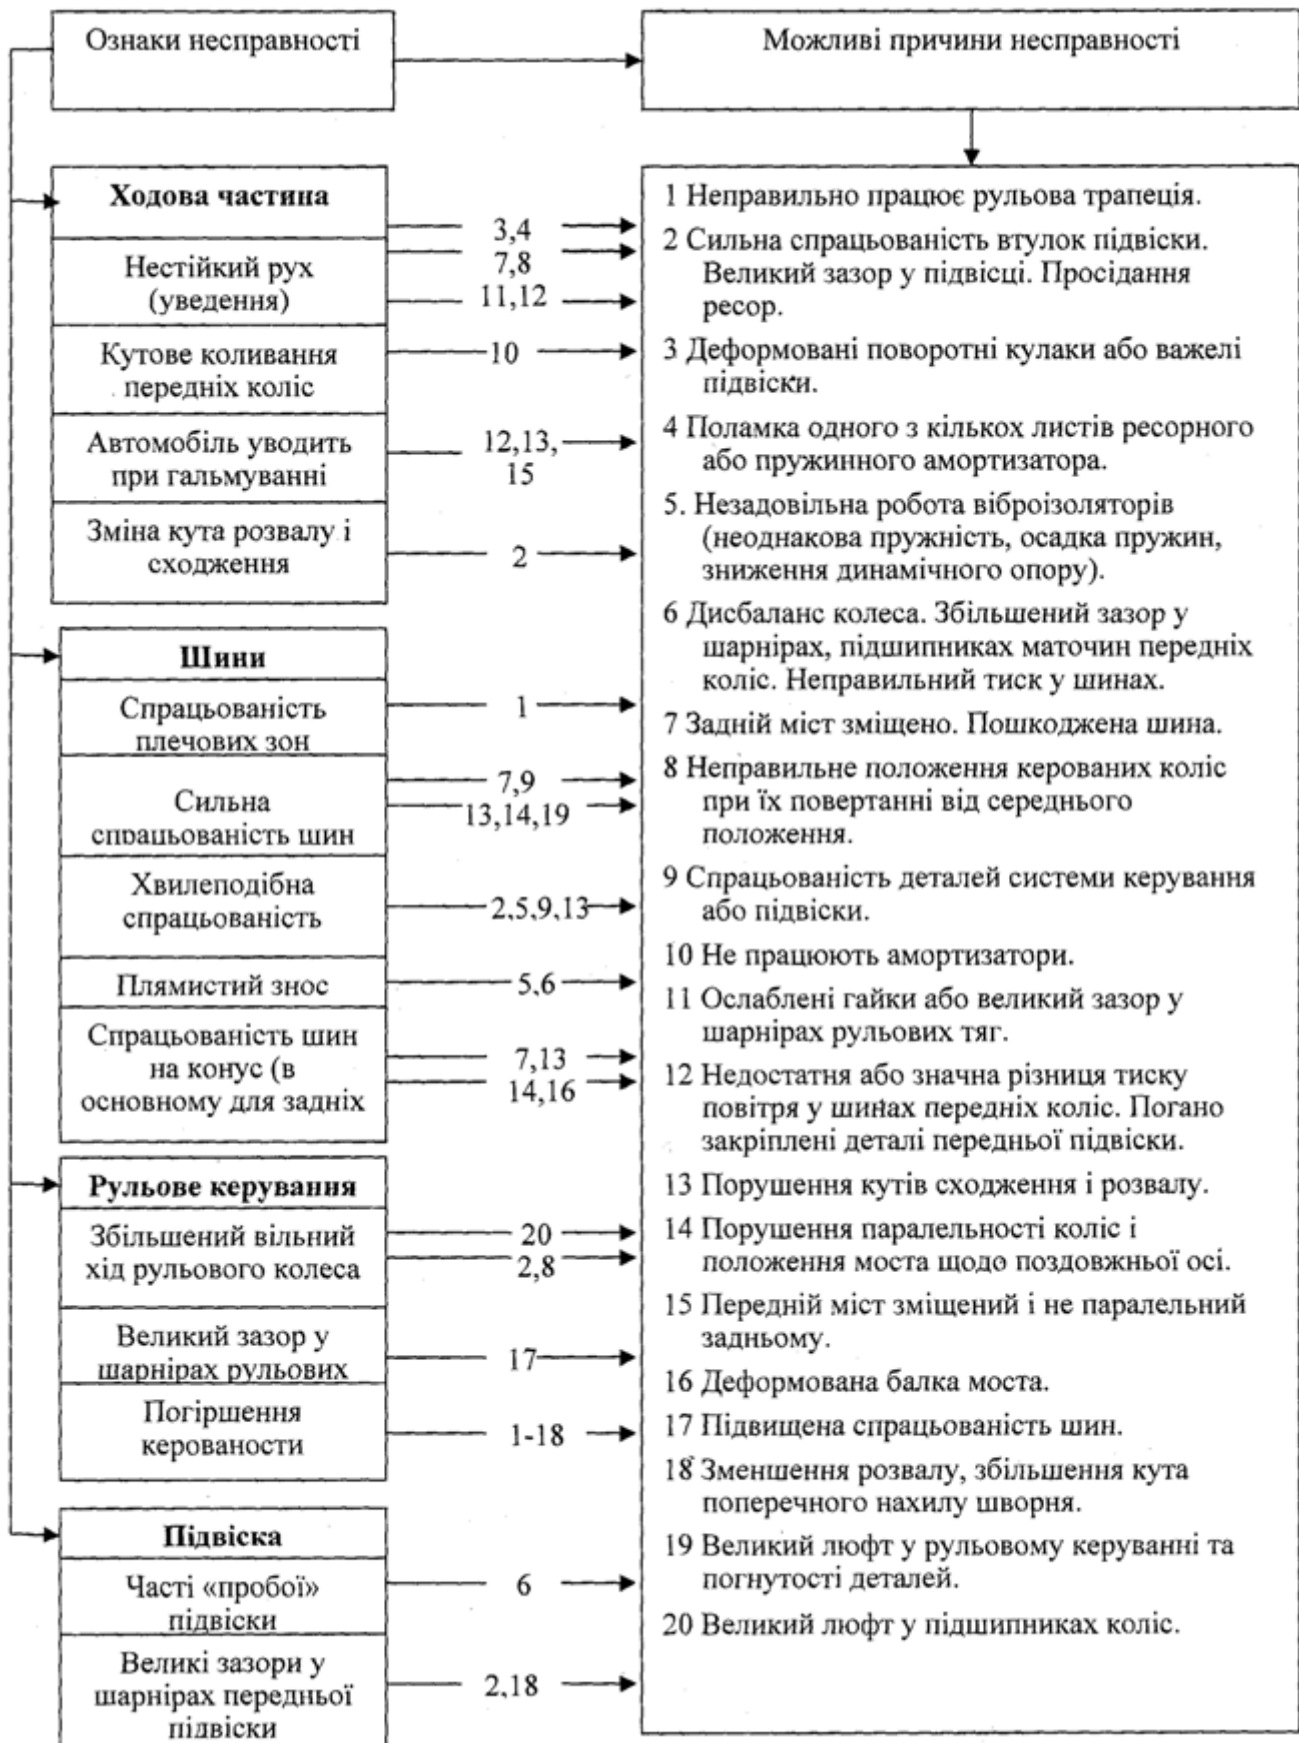 Ознаки несправності
Можливі причини несправності
Ходова частина
3,4
Нестійкий рух
(уведення)
7,8
11,12
Кутове коливання
передніх коліс
10
Автомобіль уводить
при гальмуванні
12,13,
15
Зміна кута розвалу і
сходження
2
Шини
Спрацьованість
плечових зон
1
Сильна
спрацьованість шин
7,9
13,14,19
Хвилеподібна
спрацьованість
2,5,9,13
Плямистий знос
5,6
Спрацьованість шин
на конус (в
основному для задніх
7,13
14,16
Рульове керування
Збільшений вільний
хід рульового колеса
20
2,8
Великий зазор у
шарнірах рульових
17
Погіршення
керованости
1-18
Підвіска
Часті «пробої»
підвіски
6
Великі зазори у
шарнірах передньої
підвіски
2,18
1 Неправильно працює рульова трапеція.
2 Сильна спрацьованість втулок підвіски.
Великий зазор у підвісці. Просідання
ресор.
3 Деформовані поворотні кулаки або важелі
підвіски.
4 Поламка одного з кількох листів ресорного
або пружинного амортизатора.
5. Незадовільна робота віброізоляторів
(неоднакова пружність, осадка пружин,
зниження динамічного опору).
6 Дисбаланс колеса. Збільшений зазор у
шарнірах, підшипниках маточин передніх
коліс. Неправильний тиск у шинах.
7 Задній міст зміщено. Пошкоджена шина.
8 Неправильне положення керованих коліс
при їх повертанні від середнього
положення.
9 Спрацьованість деталей системи керування
або підвіски.
10 Не працюють амортизатори.
11 Ослаблені гайки або великий зазор у
шарнірах рульових тяг.
12 Недостатня або значна різниця тиску
повітря у шинах передніх коліс. Погано
закріплені деталі передньої підвіски.
13 Порушення кутів сходження і розвалу.
14 Порушення паралельності коліс і
положення моста щодо поздовжньої осі.
15 Передній міст зміщений і не паралельний
задньому.
16 Деформована балка моста.
17 Підвищена спрацьованість шин.
18 Зменшення розвалу, збільшення кута
поперечного нахилу шворня.
19 Великий люфт у рульовому керуванні та
погнутості деталей.
20 Великий люфт у підшипниках коліс.